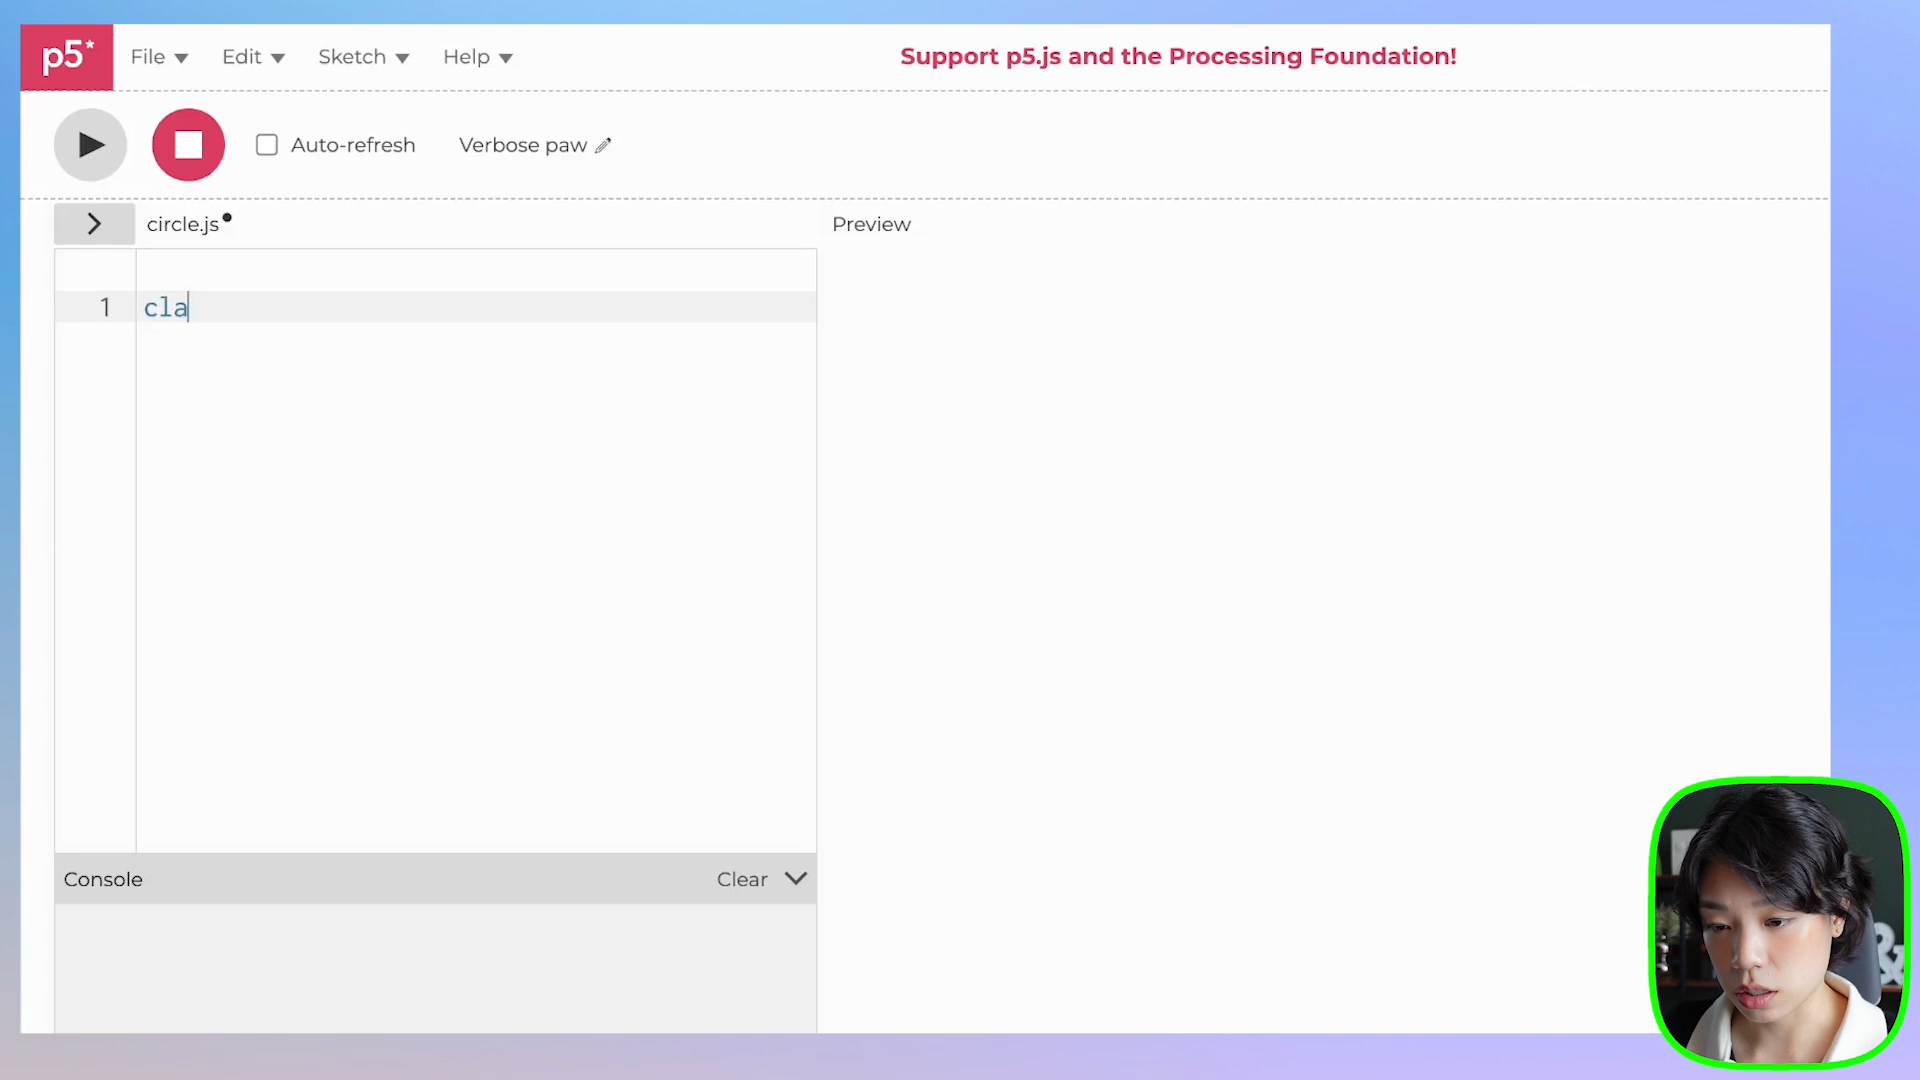 p5* File Edit Sketch Help Support p5.js and the Processing Foundation!
Auto-refresh Verbose paw
circle.js Preview
1 cla
Console Clear
&